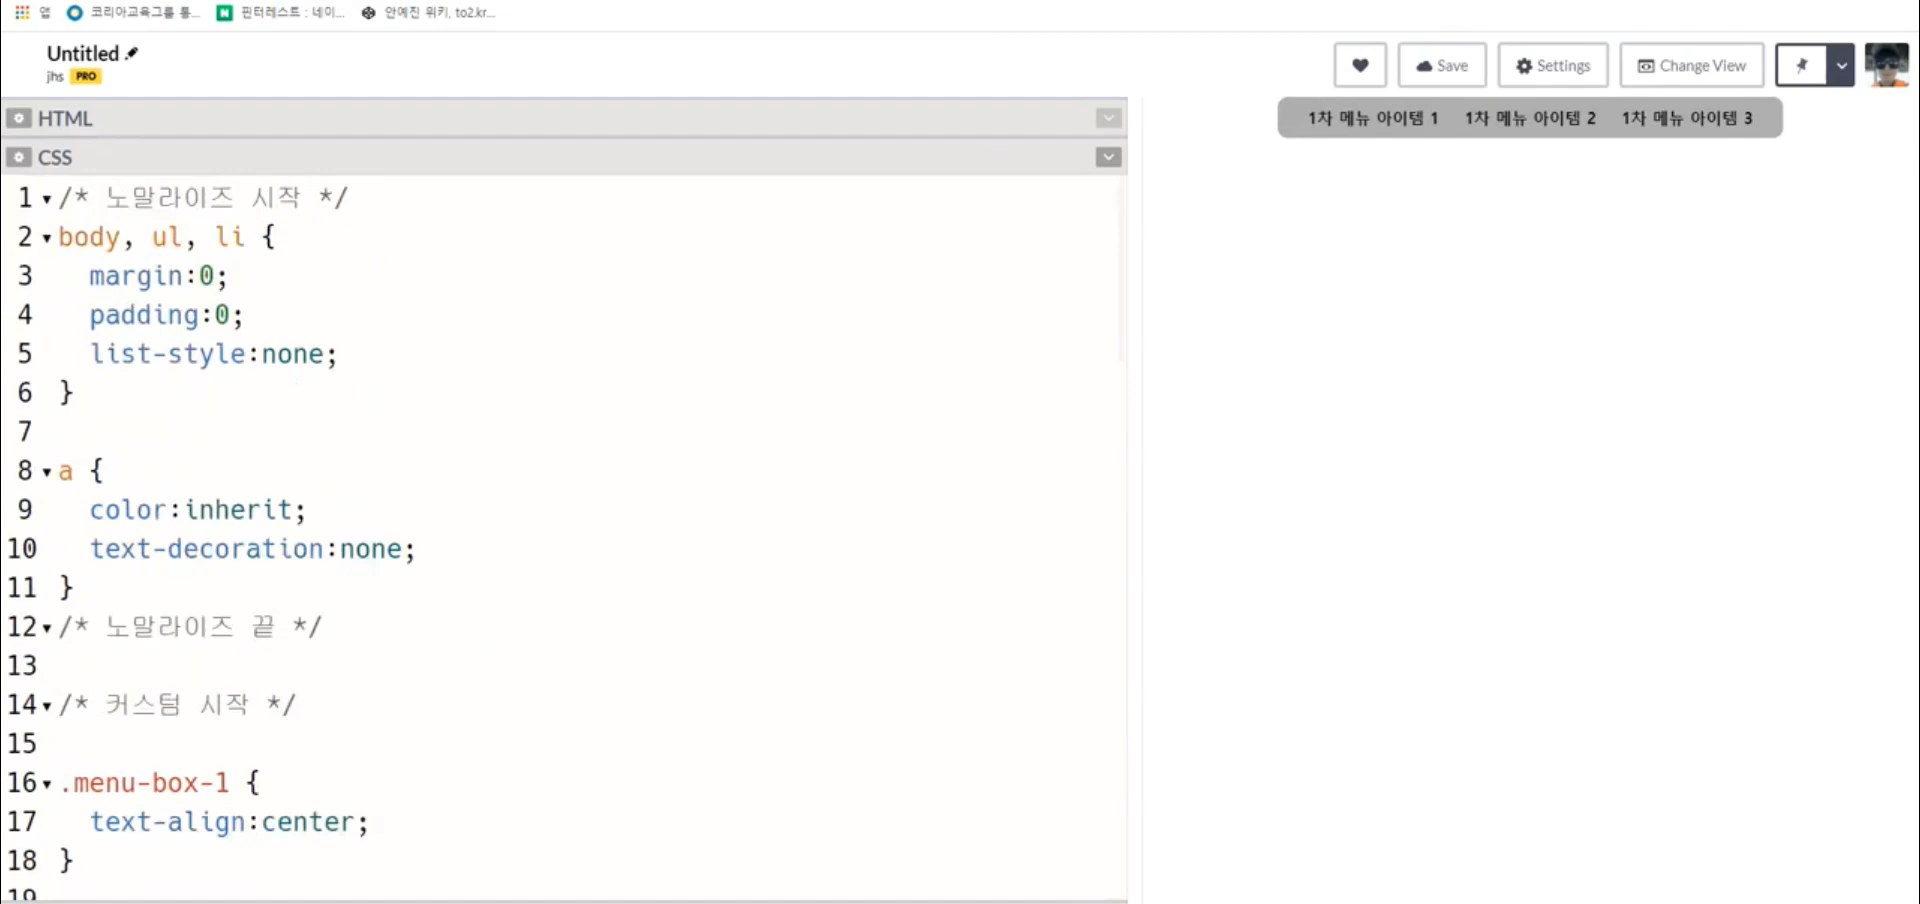 앱 코리아교육그룹 통... 핀터레스트 : 네이... 안예진 위키, to2.kr...
Untitled
jhs PRO
Save Settings Change View
HTML
CSS
1 /* 노말라이즈 시작 */
2 body, ul, li {
3 margin:0;
4 padding:0;
5 list-style:none;
6 }
7
8 a {
9 color:inherit;
10 text-decoration:none;
11 }
12 /* 노말라이즈 끝 */
13
14 /* 커스텀 시작 */
15
16 .menu-box-1 {
17 text-align:center;
18 }
19
1차 메뉴 아이템 1 1차 메뉴 아이템 2 1차 메뉴 아이템 3